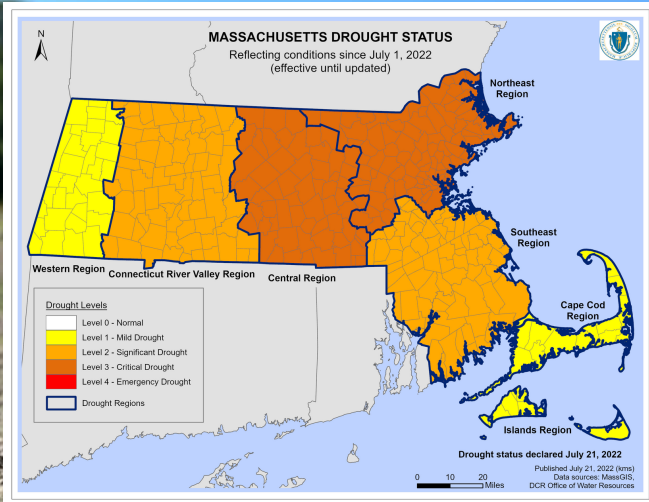 MASSACHUSETTS DROUGHT STATUS
Reflecting conditions since July 1, 2022
(effective until updated)
N
Northeast
Region
Southeast
Region
Western Region
Connecticut River Valley Region
Central Region
Cape Cod
Region
Islands Region
Drought Levels
Level 0 - Normal
Level 1 - Mild Drought
Level 2 - Significant Drought
Level 3 - Critical Drought
Level 4 - Emergency Drought
Drought Regions
Drought status declared July 21, 2022
Published July 21, 2022 (kms)
Data sources: MassGIS,
DCR Office of Water Resources
0 10 20
Miles